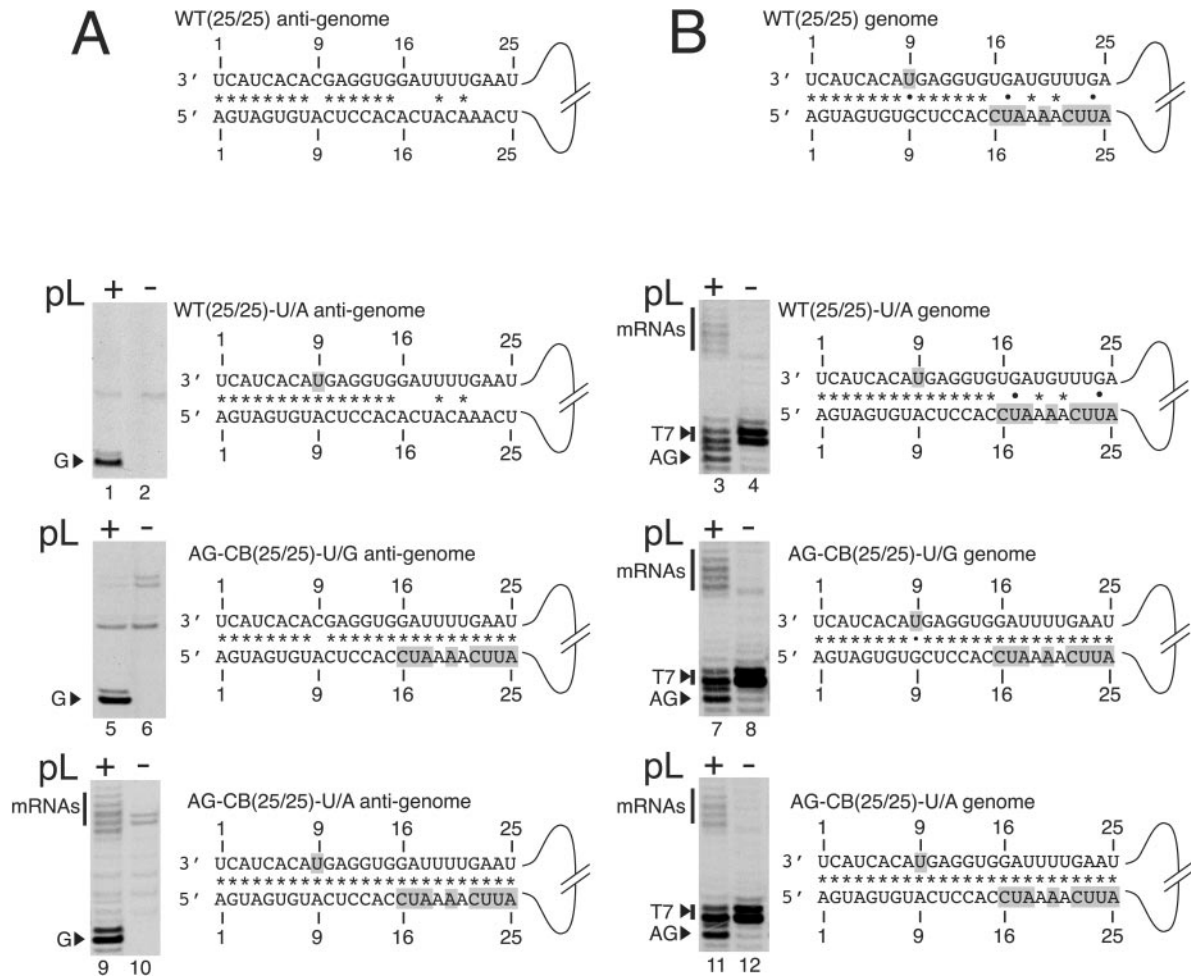 A
WT(25/25) anti-genome
1 9 16 25
3′ UCAUCACACGAGGUGGAUUUUGAAU
5′ AGUAGUGUACUCCACACUACAAACU
1 9 16 25
pL + -
WT(25/25)-U/A anti-genome
1 9 16 25
3′ UCAUCACAUGAGGUGGAUUUUGAAU
5′ AGUAGUGUACUCCACACUACAAACU
1 9 16 25
G
1 2
pL + -
AG-CB(25/25)-U/G anti-genome
1 9 16 25
3′ UCAUCACACGAGGUGGAUUUUGAAU
5′ AGUAGUGUACUCCACCUAAAACUUA
1 9 16 25
G
5 6
pL + -
mRNAs
AG-CB(25/25)-U/A anti-genome
1 9 16 25
3′ UCAUCACAUGAGGUGGAUUUUGAAU
5′ AGUAGUGUACUCCACCUAAAACUUA
1 9 16 25
G
9 10
B
WT(25/25) genome
1 9 16 25
3′ UCAUCACAUGAGGUGUGAUGUUUGA
5′ AGUAGUGUGCUCCACCUAAAACUUA
1 9 16 25
pL + -
mRNAs
WT(25/25)-U/A genome
1 9 16 25
3′ UCAUCACAUGAGGUGUGAUGUUUGA
5′ AGUAGUGUACUCCACCUAAAACUUA
1 9 16 25
T7
AG
3 4
pL + -
mRNAs
AG-CB(25/25)-U/G genome
1 9 16 25
3′ UCAUCACAUGAGGUGGAUUUUGAAU
5′ AGUAGUGUGCUCCACCUAAAACUUA
1 9 16 25
T7
AG
7 8
pL + -
mRNAs
AG-CB(25/25)-U/A genome
1 9 16 25
3′ UCAUCACAUGAGGUGGAUUUUGAAU
5′ AGUAGUGUACUCCACCUAAAACUUA
1 9 16 25
T7
AG
11 12